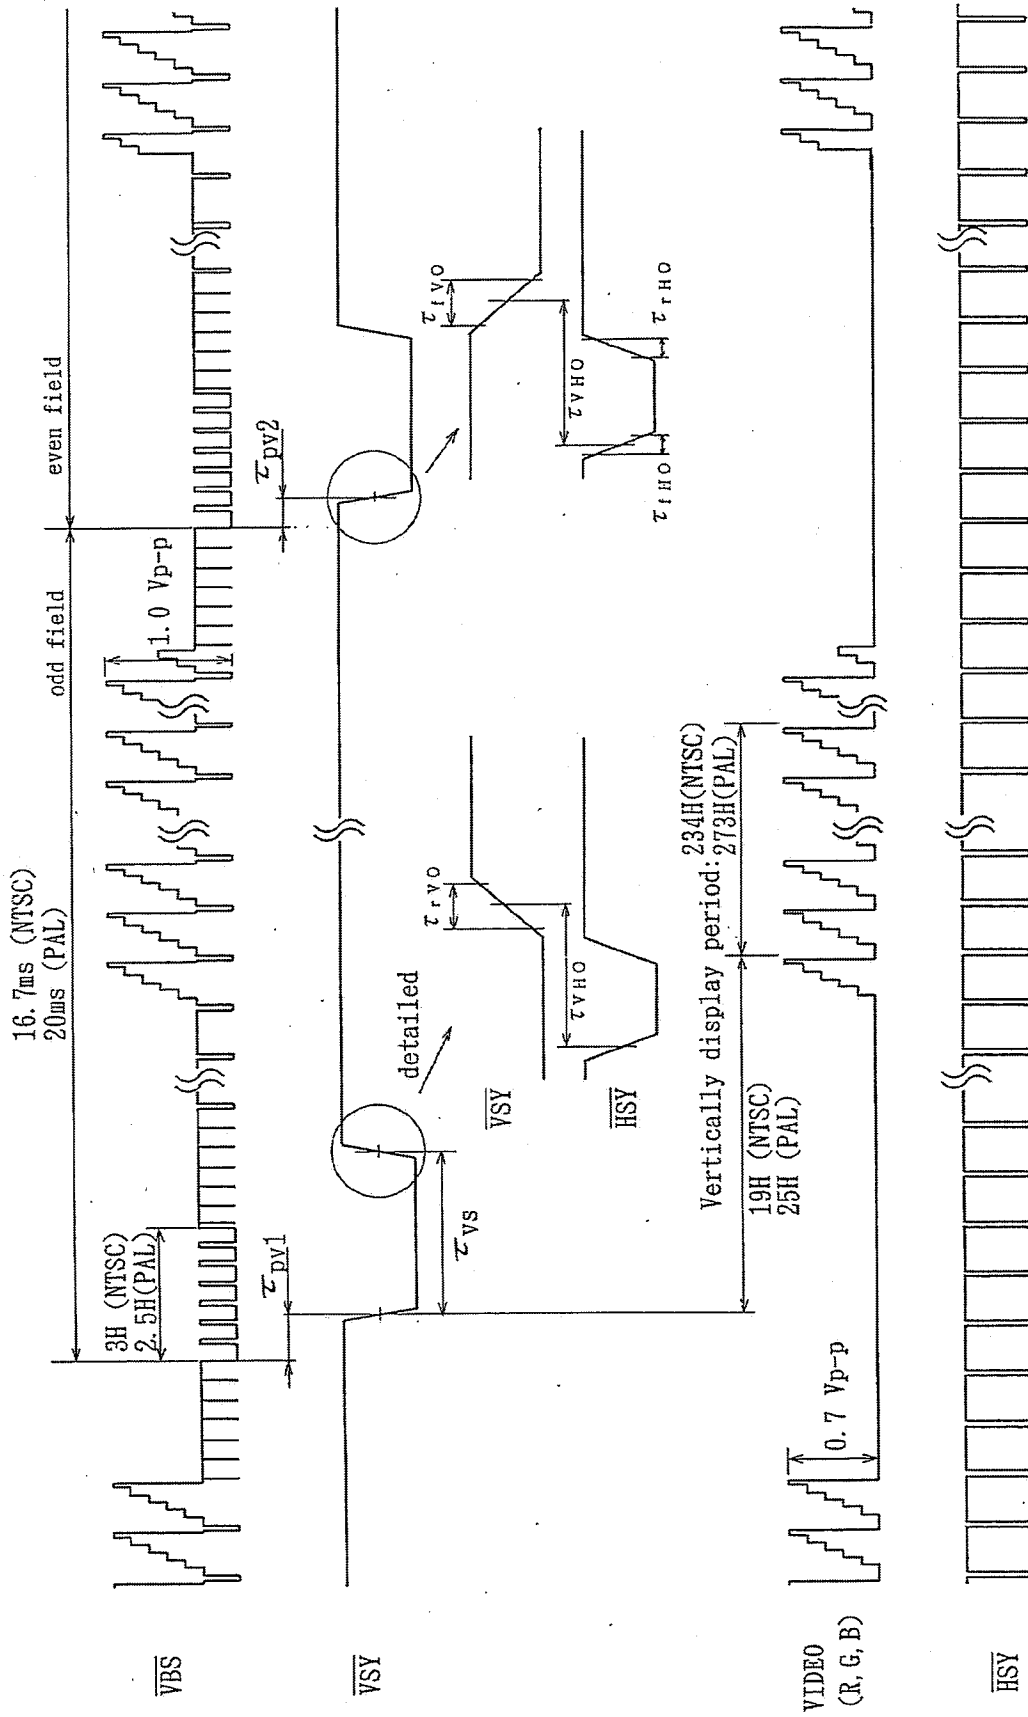 16.7ms (NTSC)
20ms (PAL)
odd field
even field
3H (NTSC)
2.5H(PAL)
1.0 Vp-p
VBS
τpv1
τpv2
τvs
VSY
detailed
τrVO
τVHO
VSY
HSY
τfVO
τVHO
τfHO
τrHO
Vertically display period: 234H(NTSC)
273H(PAL)
19H (NTSC)
25H (PAL)
0.7 Vp-p
VIDEO
(R, G, B)
HSY